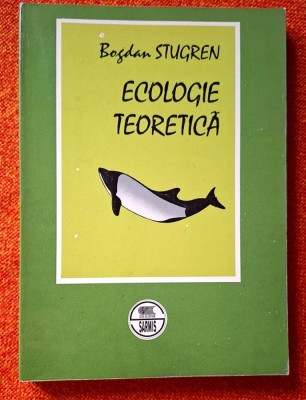 Bogdan STUGREN
ECOLOGIE
TEORETICĂ
SARMIS